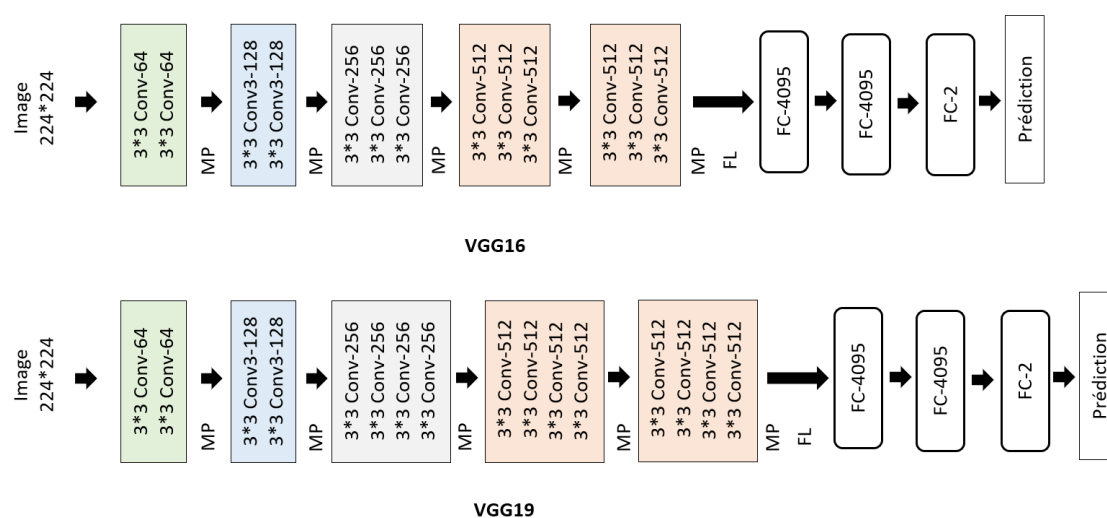 Image
224*224
3*3 Conv-64
3*3 Conv-64
MP
3*3 Conv3-128
3*3 Conv3-128
MP
3*3 Conv-256
3*3 Conv-256
3*3 Conv-256
MP
3*3 Conv-512
3*3 Conv-512
3*3 Conv-512
MP
3*3 Conv-512
3*3 Conv-512
3*3 Conv-512
MP
FL
FC-4095
FC-4095
FC-2
Prédiction
VGG16
Image
224*224
3*3 Conv-64
3*3 Conv-64
MP
3*3 Conv3-128
3*3 Conv3-128
MP
3*3 Conv-256
3*3 Conv-256
3*3 Conv-256
3*3 Conv-256
MP
3*3 Conv-512
3*3 Conv-512
3*3 Conv-512
3*3 Conv-512
MP
3*3 Conv-512
3*3 Conv-512
3*3 Conv-512
3*3 Conv-512
MP
FL
FC-4095
FC-4095
FC-2
Prédiction
VGG19